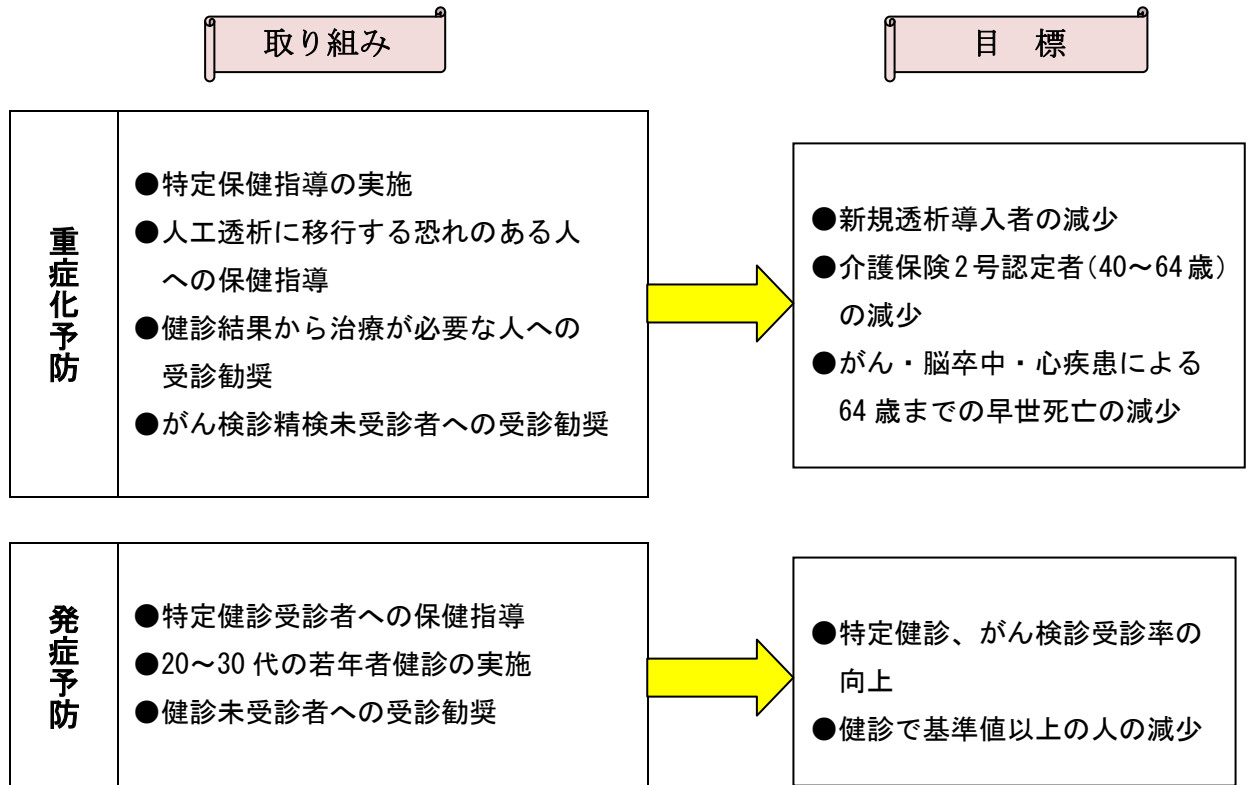 取り組み
目　標
重症化予防
●特定保健指導の実施
●人工透析に移行する恐れのある人
への保健指導
●健診結果から治療が必要な人への
受診勧奨
●がん検診精検未受診者への受診勧奨
●新規透析導入者の減少
●介護保険2号認定者(40～64歳)
の減少
●がん・脳卒中・心疾患による
64歳までの早世死亡の減少
発症予防
●特定健診受診者への保健指導
●20～30代の若年者健診の実施
●健診未受診者への受診勧奨
●特定健診、がん検診受診率の
向上
●健診で基準値以上の人の減少